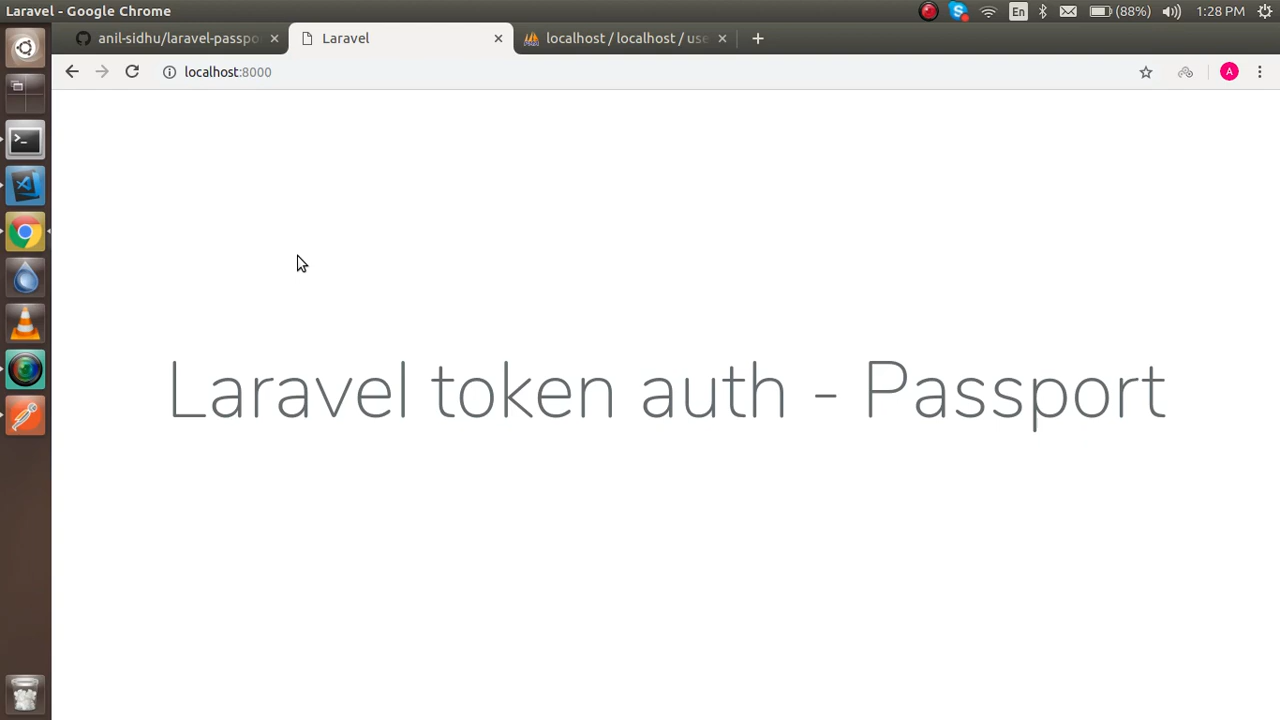 Laravel - Google Chrome
En
(88%)
1:28 PM
anil-sidhu/laravel-passpo
Laravel
localhost / localhost / use
localhost:8000
A
Laravel token auth - Passport